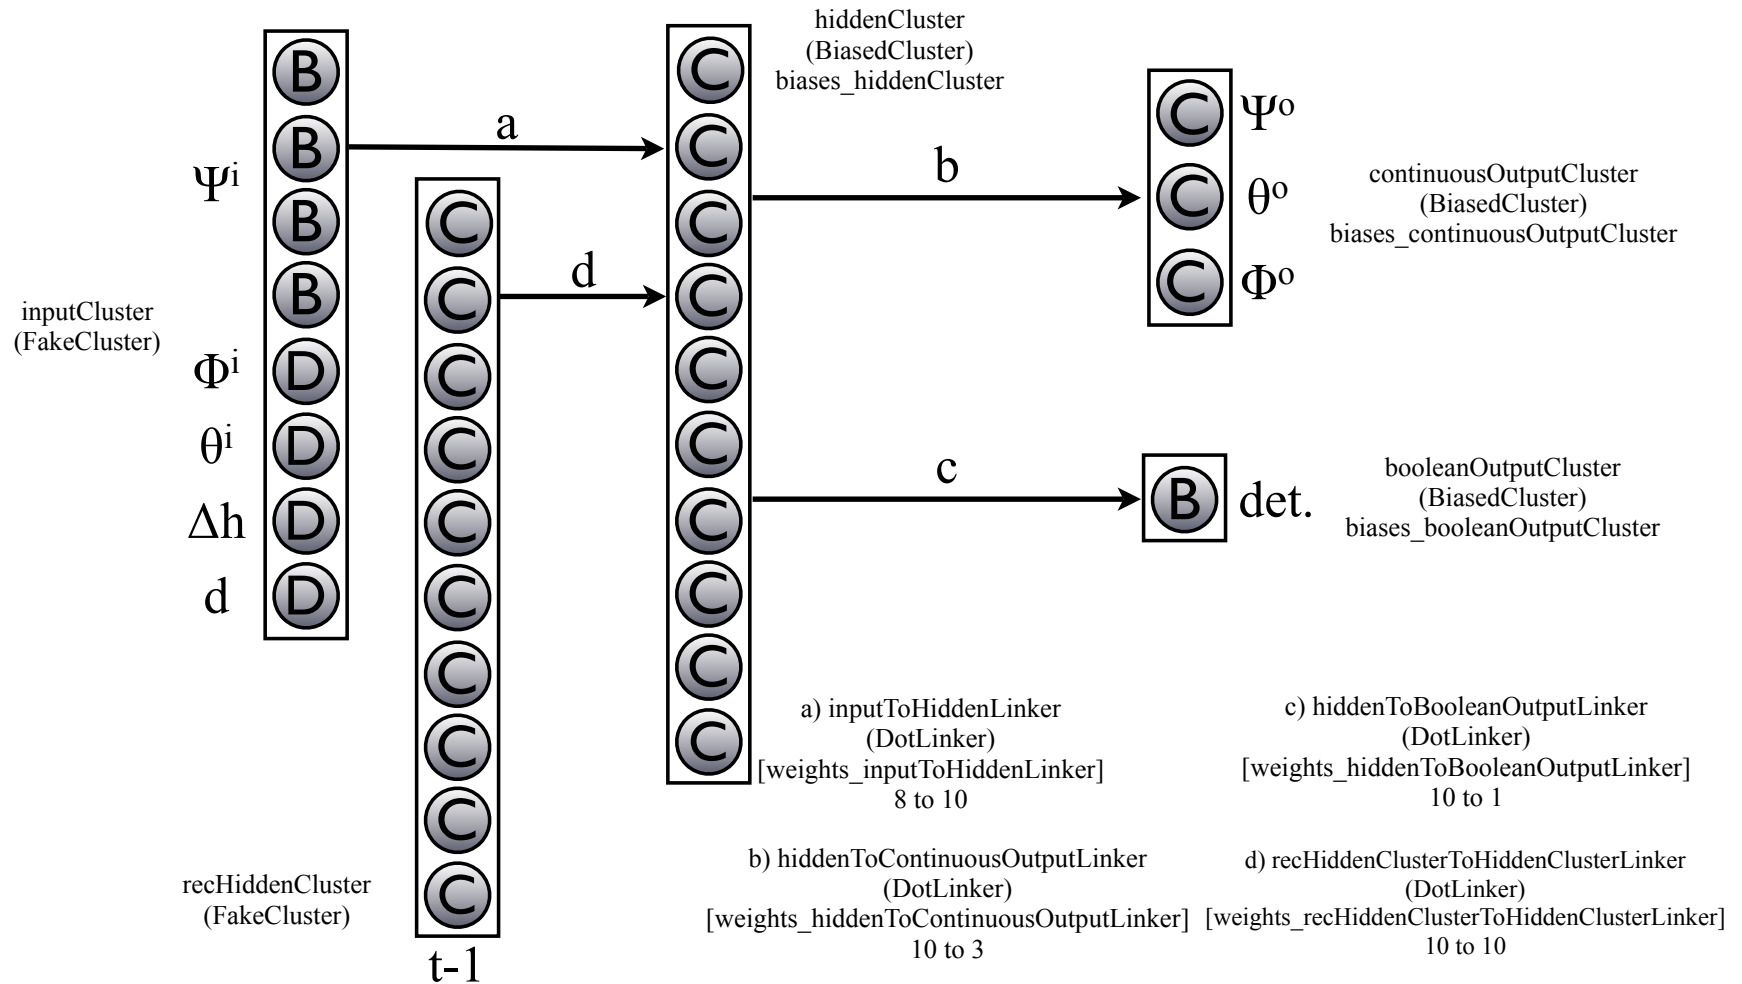 hiddenCluster
(BiasedCluster)
biases_hiddenCluster
B
B
B
B
D
D
D
D
Ψⁱ
Φⁱ
θⁱ
Δh
d
inputCluster
(FakeCluster)
a
d
C
C
C
C
C
C
C
C
C
C
recHiddenCluster
(FakeCluster)
t-1
C
C
C
C
C
C
C
C
C
C
b
c
C Ψᵒ
C θᵒ
C Φᵒ
continuousOutputCluster
(BiasedCluster)
biases_continuousOutputCluster
B det.
booleanOutputCluster
(BiasedCluster)
biases_booleanOutputCluster
a) inputToHiddenLinker
(DotLinker)
[weights_inputToHiddenLinker]
8 to 10
c) hiddenToBooleanOutputLinker
(DotLinker)
[weights_hiddenToBooleanOutputLinker]
10 to 1
b) hiddenToContinuousOutputLinker
(DotLinker)
[weights_hiddenToContinuousOutputLinker]
10 to 3
d) recHiddenClusterToHiddenClusterLinker
(DotLinker)
[weights_recHiddenClusterToHiddenClusterLinker]
10 to 10